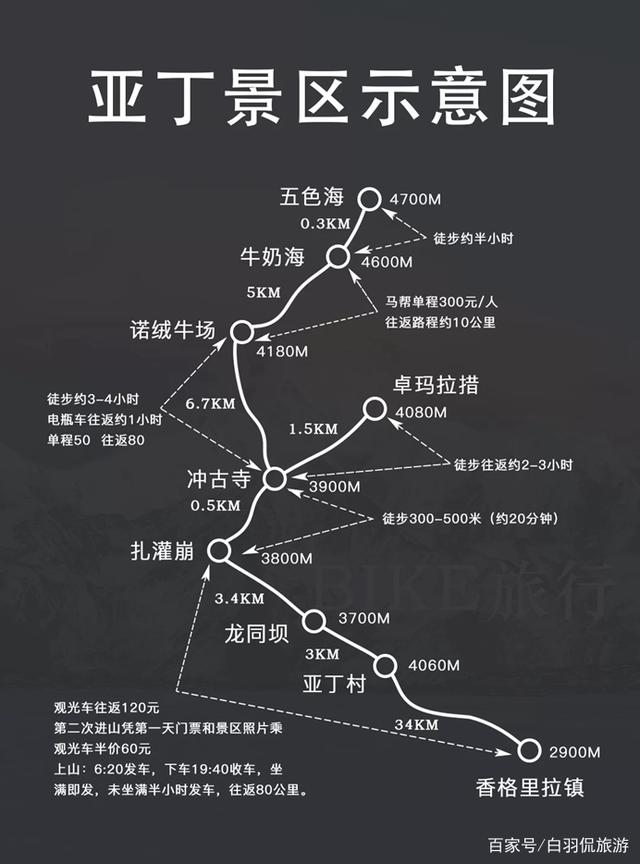 亚丁景区示意图
五色海
4700M
0.3KM
徒步约半小时
牛奶海
4600M
5KM
马帮单程300元/人
往返路程约10公里
诺绒牛场
4180M
卓玛拉措
4080M
徒步约3-4小时
电瓶车往返约1小时
单程50 往返80
6.7KM
1.5KM
徒步往返约2-3小时
冲古寺
3900M
0.5KM
徒步300-500米（约20分钟）
扎灌崩
3800M
BIKE旅行
3.4KM
3700M
龙同坝
3KM
4060M
亚丁村
34KM
2900M
香格里拉镇
观光车往返120元
第二次进山凭第一天门票和景区照片乘
观光车半价60元
上山：6:20发车，下车19:40收车，坐
满即发，未坐满半小时发车，往返80公里。
百家号/白羽侃旅游